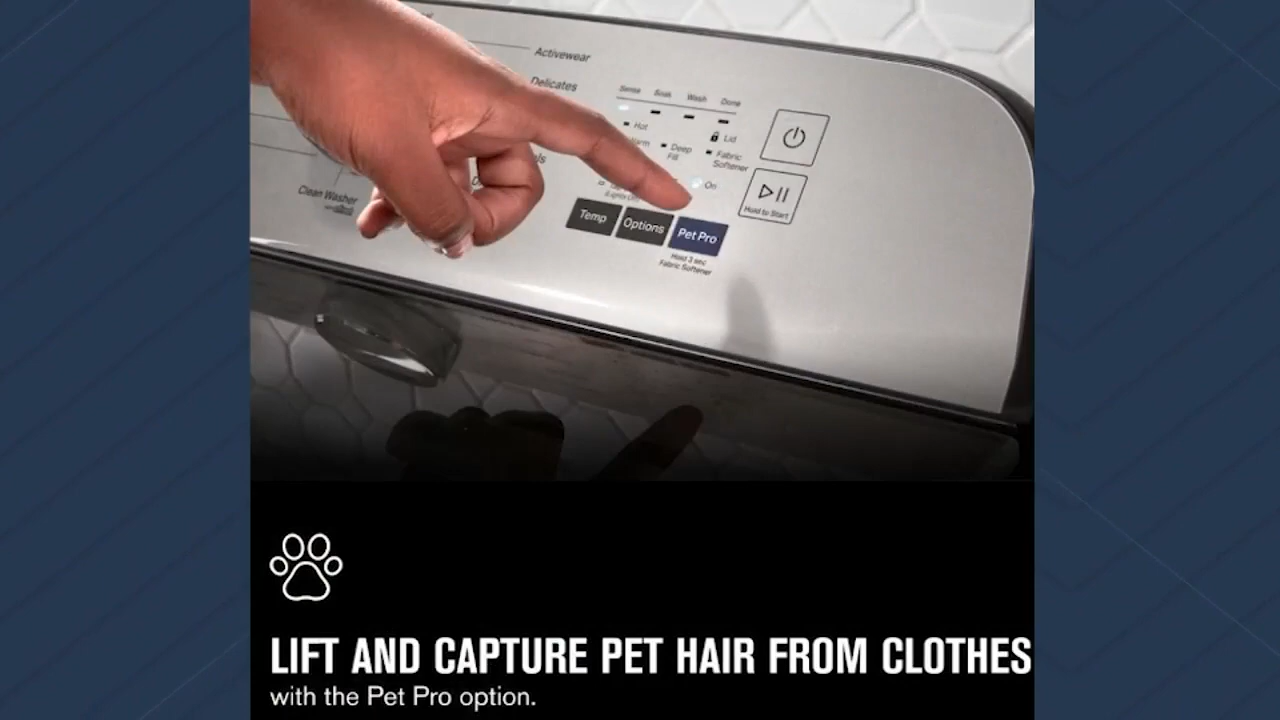 Activewear
Delicates
Sense Soak Wash Done
Hot
Lid
Deep
Fill
Fabric
Softener
On
Clean Washer
Temp Options Pet Pro
Hold 3 sec
Fabric Softener
Hold to Start
LIFT AND CAPTURE PET HAIR FROM CLOTHES
with the Pet Pro option.